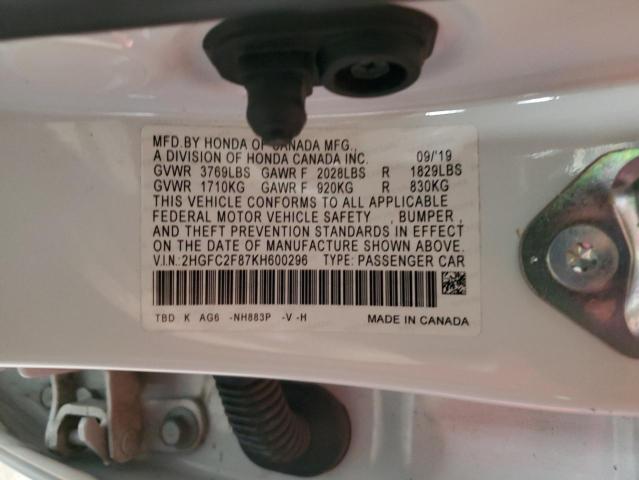 MFD.BY HONDA OF CANADA MFG.,
A DIVISION OF HONDA CANADA INC. 09/'19
GVWR 3769LBS GAWR F 2028LBS R 1829LBS
GVWR 1710KG GAWR F 920KG R 830KG
THIS VEHICLE CONFORMS TO ALL APPLICABLE
FEDERAL MOTOR VEHICLE SAFETY , BUMPER ,
AND THEFT PREVENTION STANDARDS IN EFFECT
ON THE DATE OF MANUFACTURE SHOWN ABOVE.
V.I.N.: 2HGFC2F87KH600296 TYPE: PASSENGER CAR
TBD K AG6 -NH883P -V -H MADE IN CANADA